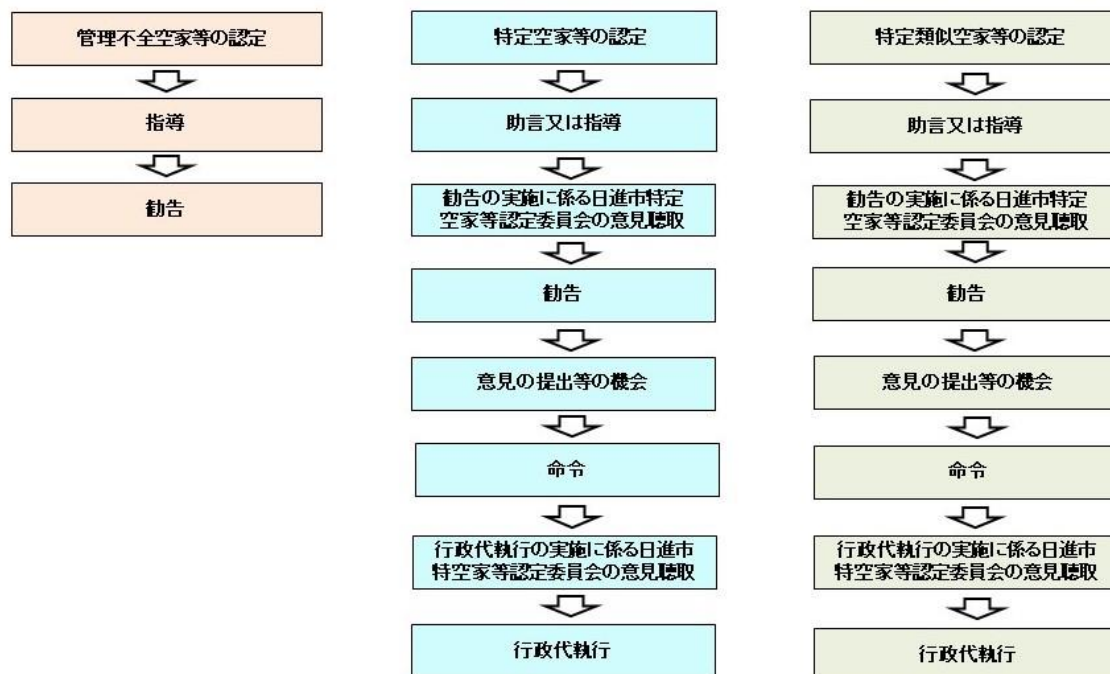 管理不全空家等の認定
指導
勧告
特定空家等の認定
助言又は指導
勧告の実施に係る日進市特定
空家等認定委員会の意見聴取
勧告
意見の提出等の機会
命令
行政代執行の実施に係る日進市
特空家等認定委員会の意見聴取
行政代執行
特定類似空家等の認定
助言又は指導
勧告の実施に係る日進市特定
空家等認定委員会の意見聴取
勧告
意見の提出等の機会
命令
行政代執行の実施に係る日進市
特空家等認定委員会の意見聴取
行政代執行